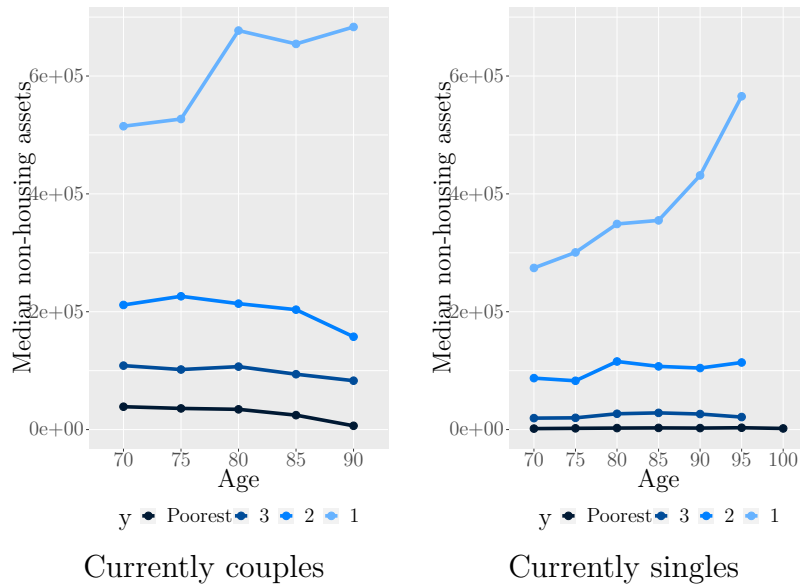 Median non-housing assets
6e+05
4e+05
2e+05
0e+00
70 75 80 85 90
Age
y Poorest 3 2 1
Currently couples
Median non-housing assets
6e+05
4e+05
2e+05
0e+00
70 75 80 85 90 95 100
Age
y Poorest 3 2 1
Currently singles